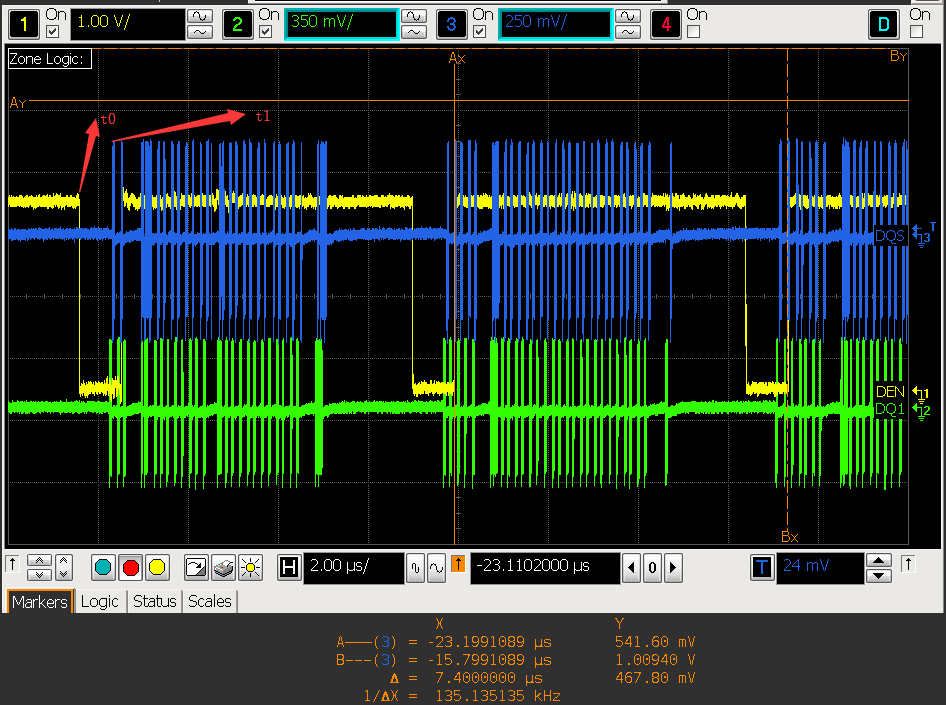 1 On 1.00 V/ 2 On 350 mV/ 3 On 250 mV/ 4 On D On
Zone Logic:
Ax
By
Ay
t0
t1
T
DQS 3
DEN 1
DQ1 2
Bx
H 2.00 µs/ -23.1102000 µs 0 T 24 mV
Markers Logic Status Scales
X Y
A───(3) = -23.1991089 µs 541.60 mV
B---(3) = -15.7991089 µs 1.00940 V
Δ = 7.4000000 µs 467.80 mV
1/ΔX = 135.135135 kHz